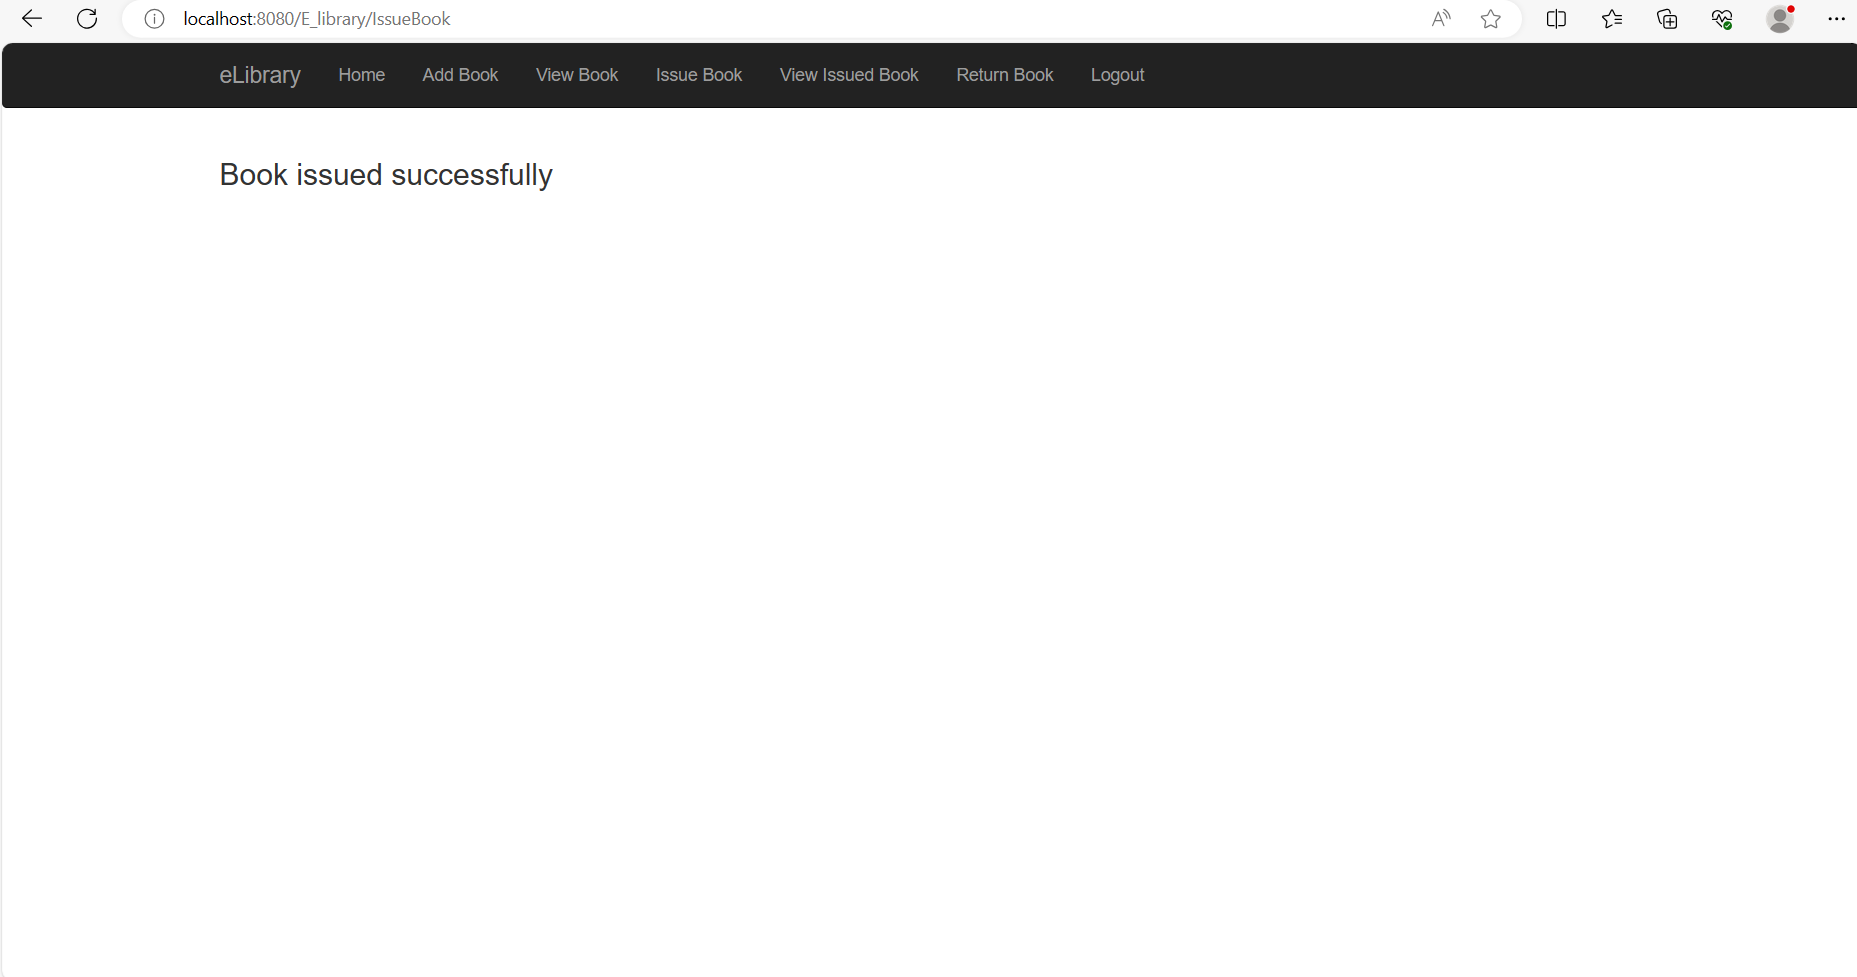 localhost:8080/E_library/IssueBook
eLibrary Home Add Book View Book Issue Book View Issued Book Return Book Logout
Book issued successfully